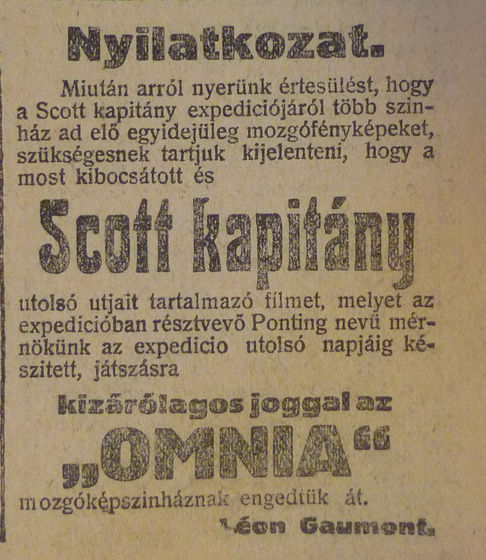 Nyilatkozat.
Miután arról nyerünk értesülést, hogy
a Scott kapitány expediciójáról több szin-
ház ad elő egyidejüleg mozgófényképeket,
szükségesnek tartjuk kijelenteni, hogy a
most kibocsátott és
Scott kapitány
utolsó utjait tartalmazó filmet, melyet az
expedicióban résztvevő Ponting nevü mér-
nökünk az expedicio utolsó napjáig ké-
szitett, játszásra
kizárólagos joggal az
„OMNIA“
mozgóképszinháznak engedtük át.
Léon Gaumont.